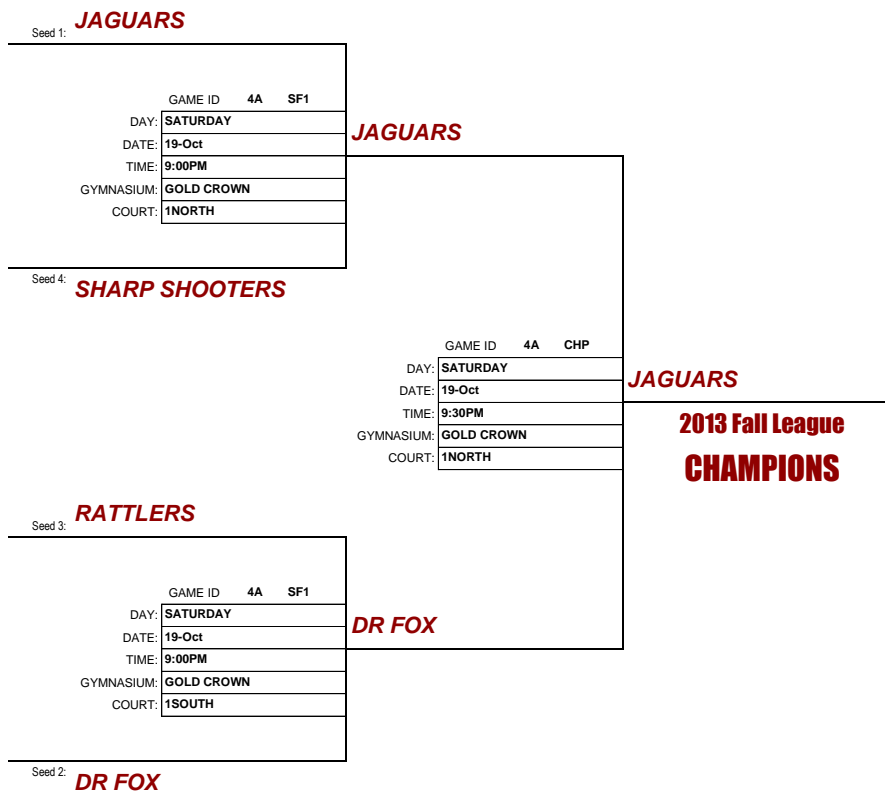 Seed 1: JAGUARS
GAME ID 4A SF1
DAY: SATURDAY
DATE: 19-Oct
TIME: 9:00PM
GYMNASIUM: GOLD CROWN
COURT: 1NORTH
JAGUARS
Seed 4: SHARP SHOOTERS
GAME ID 4A CHP
DAY: SATURDAY
DATE: 19-Oct
TIME: 9:30PM
GYMNASIUM: GOLD CROWN
COURT: 1NORTH
JAGUARS
2013 Fall League
CHAMPIONS
Seed 3: RATTLERS
GAME ID 4A SF1
DAY: SATURDAY
DATE: 19-Oct
TIME: 9:00PM
GYMNASIUM: GOLD CROWN
COURT: 1SOUTH
DR FOX
Seed 2: DR FOX